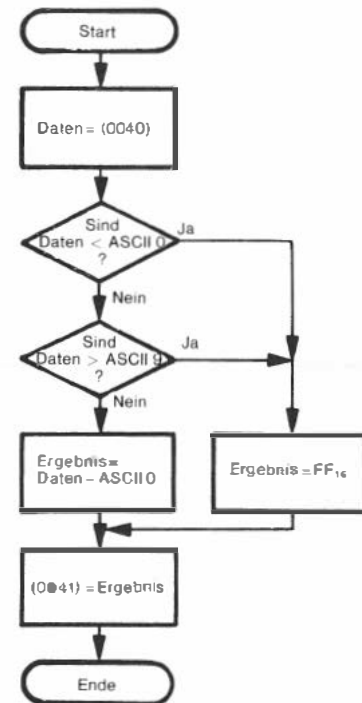 Start
Daten = (0040)
Sind
Daten < ASCII 0
?
Ja
Nein
Sind
Daten > ASCII 9
?
Ja
Nein
Ergebnis =
Daten – ASCII 0
Ergebnis = FF₁₆
(0041) = Ergebnis
Ende